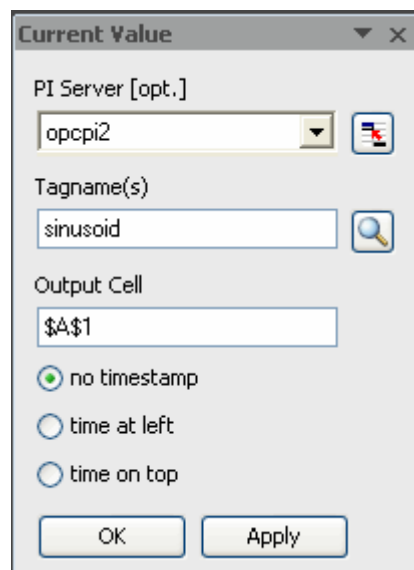 Current Value
PI Server [opt.]
opcpi2
Tagname(s)
sinusoid
Output Cell
$A$1
no timestamp
time at left
time on top
OK Apply